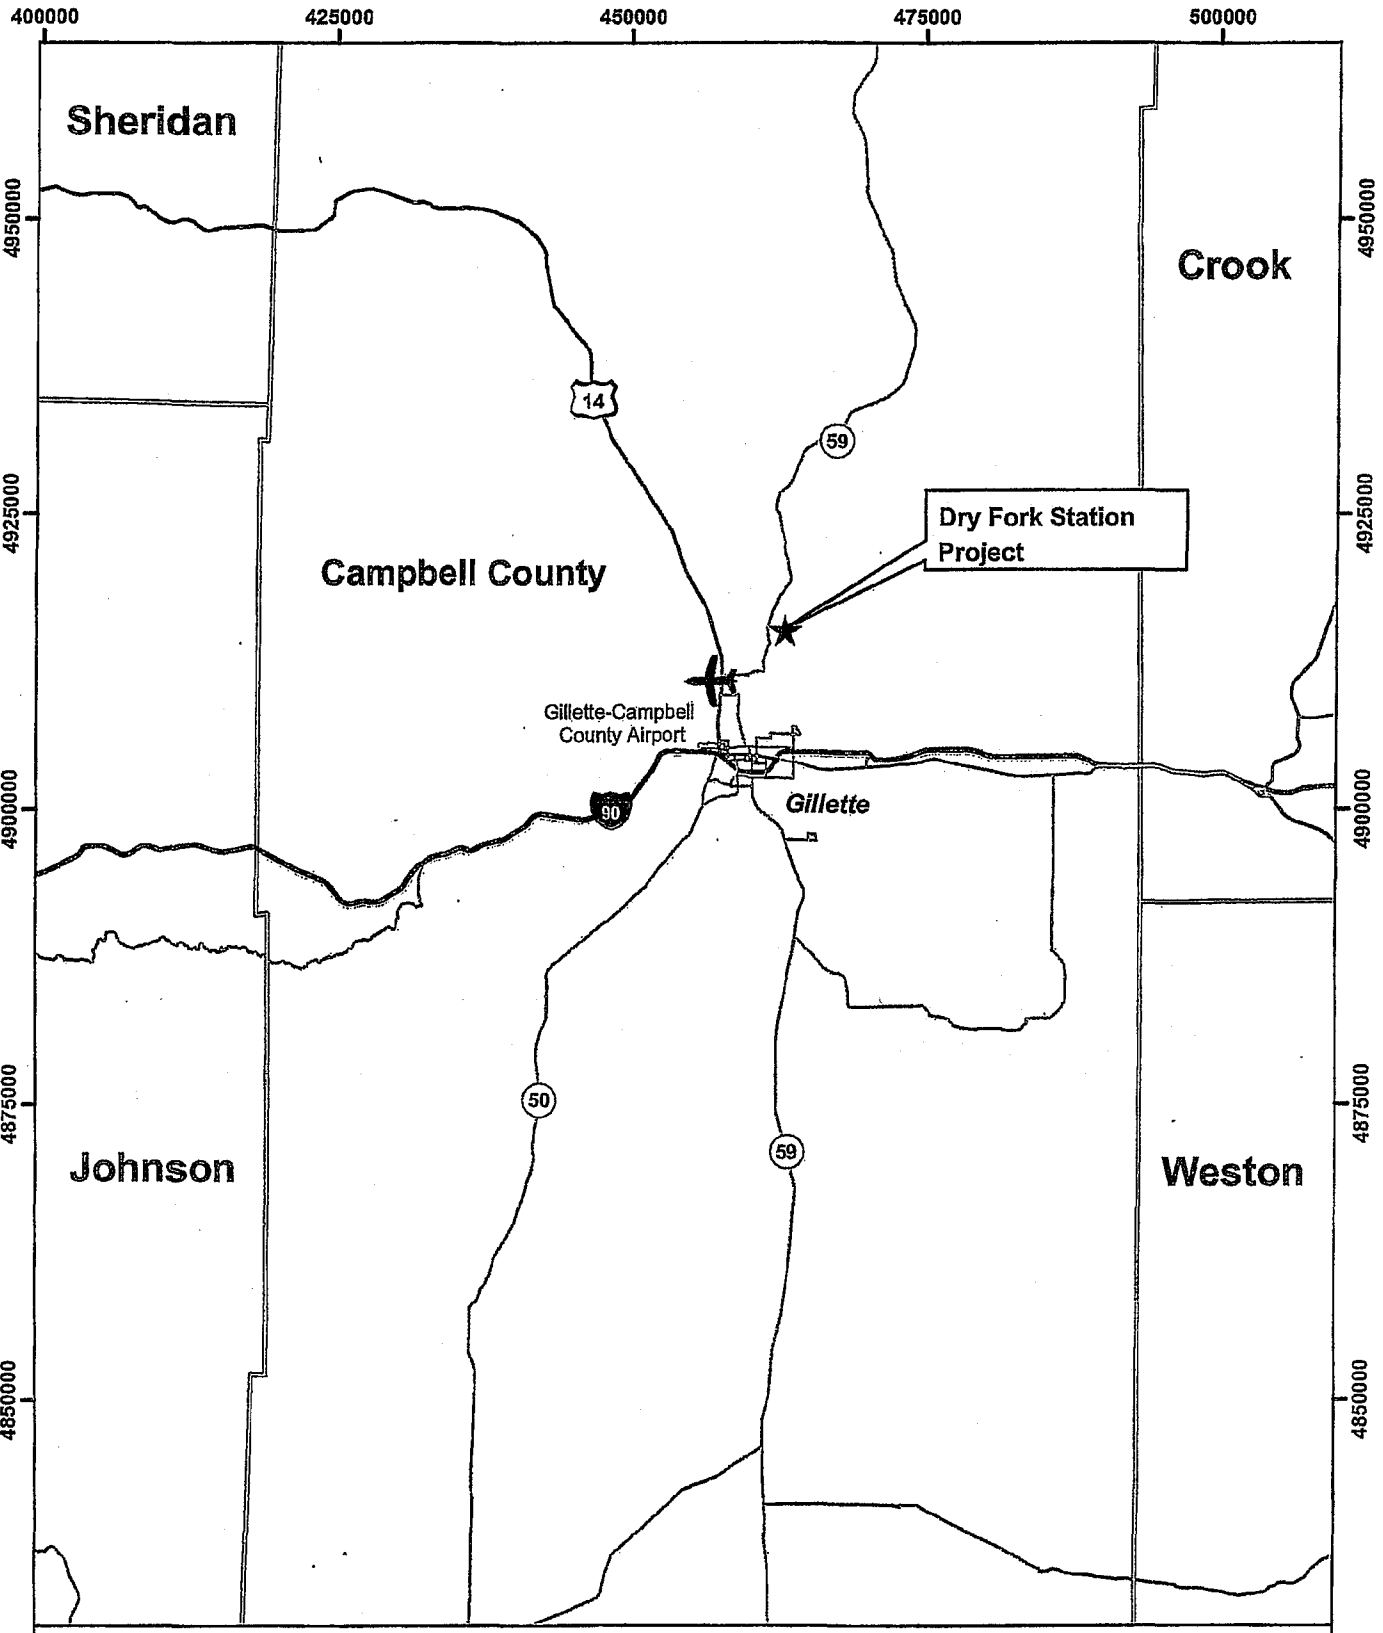 400000
425000
450000
475000
500000
Sheridan
4950000
4950000
Crook
14
59
4925000
4925000
Dry Fork Station
Project
Campbell County
Gillette-Campbell
County Airport
90
Gillette
4900000
4900000
4875000
4875000
50
59
Johnson
Weston
4850000
4850000